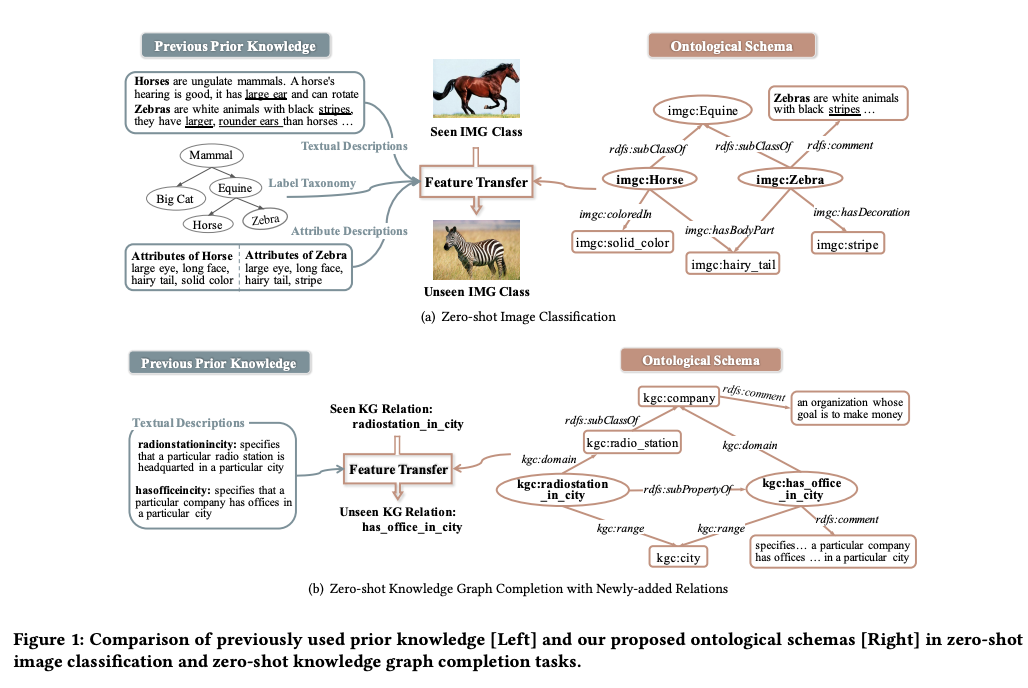 Previous Prior Knowledge
Ontological Schema
Horses are ungulate mammals. A horse's
hearing is good, it has large ear and can rotate
Zebras are white animals with black stripes,
they have larger, rounder ears than horses …
Textual Descriptions
Mammal
Big Cat
Equine
Horse
Zebra
Label Taxonomy
Attribute Descriptions
Attributes of Horse
large eye, long face,
hairy tail, solid color
Attributes of Zebra
large eye, long face,
hairy tail, stripe
Seen IMG Class
Feature Transfer
Unseen IMG Class
imgc:Equine
Zebras are white animals
with black stripes …
rdfs:subClassOf
rdfs:subClassOf
rdfs:comment
imgc:Horse
imgc:Zebra
imgc:coloredIn
imgc:hasBodyPart
imgc:hasDecoration
imgc:solid_color
imgc:hairy_tail
imgc:stripe
(a) Zero-shot Image Classification
Previous Prior Knowledge
Ontological Schema
Textual Descriptions
radionstationincity: specifies
that a particular radio station is
headquarted in a particular city
hasofficeincity: specifies that a
particular company has offices in
a particular city
Seen KG Relation:
radiostation_in_city
Feature Transfer
Unseen KG Relation:
has_office_in_city
kgc:company
rdfs:comment
an organization whose
goal is to make money
rdfs:subClassOf
kgc:radio_station
kgc:domain
kgc:domain
kgc:radiostation
_in_city
rdfs:subPropertyOf
kgc:has_office
_in_city
kgc:range
kgc:range
rdfs:comment
kgc:city
specifies… a particular company
has offices … in a particular city
(b) Zero-shot Knowledge Graph Completion with Newly-added Relations
Figure 1: Comparison of previously used prior knowledge [Left] and our proposed ontological schemas [Right] in zero-shot
image classification and zero-shot knowledge graph completion tasks.